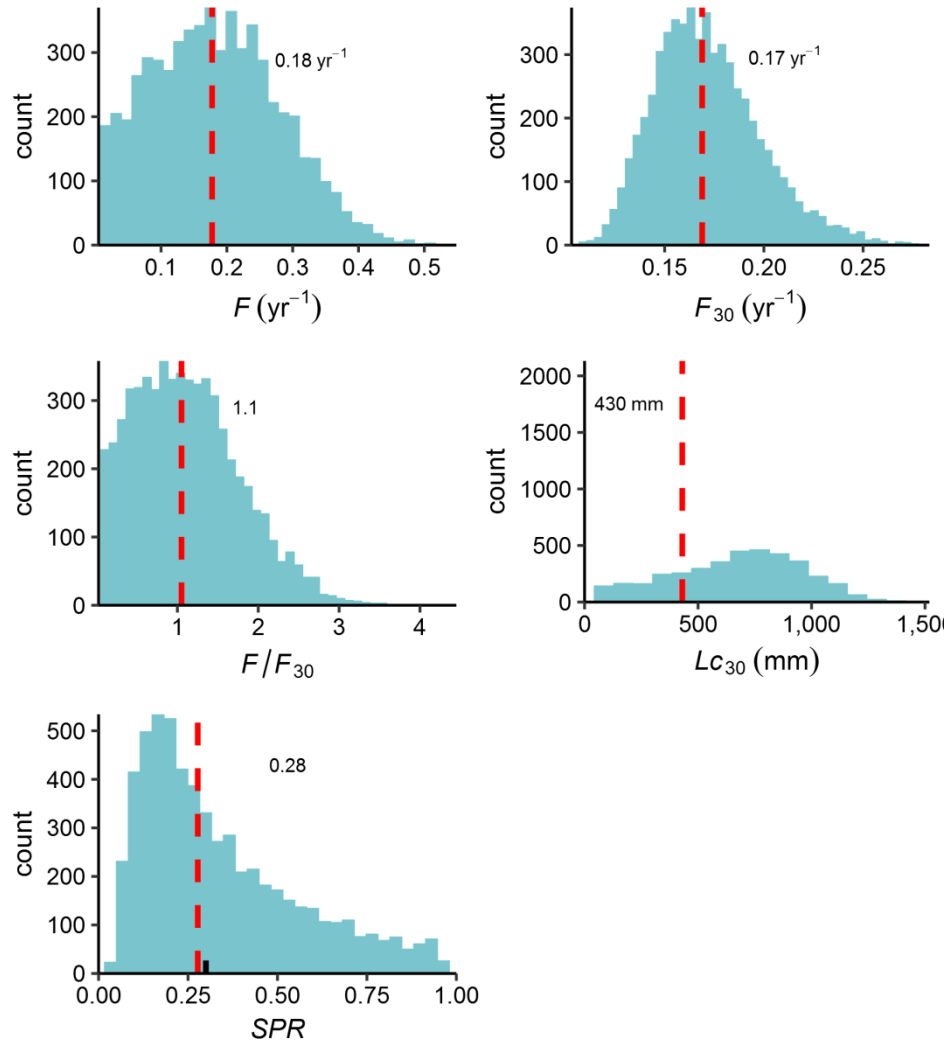 count
300
200
100
0
0.18 yr⁻¹
0.1 0.2 0.3 0.4 0.5
F (yr⁻¹)
count
300
200
100
0
0.17 yr⁻¹
0.15 0.20 0.25
F₃₀ (yr⁻¹)
count
300
200
100
0
1.1
1 2 3 4
F/F₃₀
count
2000
1500
1000
500
0
430 mm
0 500 1,000 1,50
Lc₃₀ (mm)
count
500
400
300
200
100
0
0.28
0.00 0.25 0.50 0.75 1.00
SPR